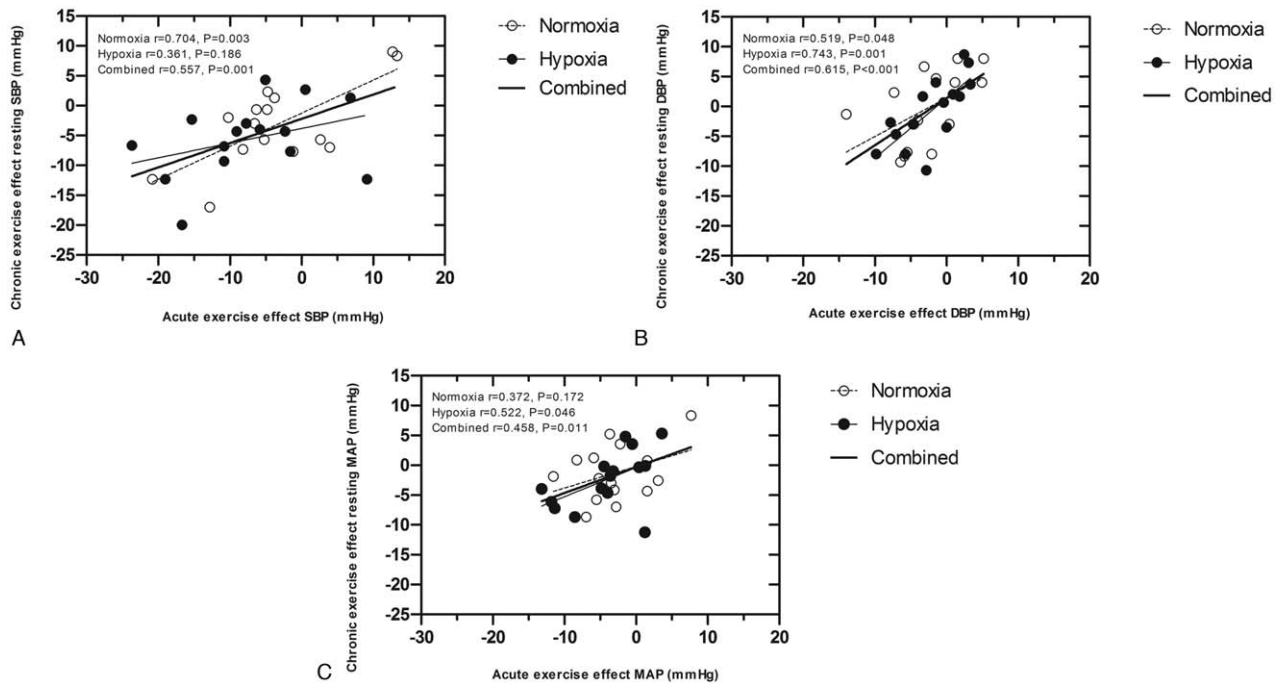 Normoxia r=0.704, P=0.003
Hypoxia r=0.361, P=0.186
Combined r=0.557, P=0.001
Chronic exercise effect resting SBP (mmHg)
15
10
5
0
-5
-10
-15
-20
-25
-30
-20
-10
0
10
20
Acute exercise effect SBP (mmHg)
Normoxia
Hypoxia
Combined
A
Normoxia r=0.519, P=0.048
Hypoxia r=0.743, P=0.001
Combined r=0.615, P<0.001
Chronic exercise effect resting DBP (mmHg)
15
10
5
0
-5
-10
-15
-20
-25
-30
-20
-10
0
10
20
Acute exercise effect DBP (mmHg)
Normoxia
Hypoxia
Combined
B
Normoxia r=0.372, P=0.172
Hypoxia r=0.522, P=0.046
Combined r=0.458, P=0.011
Chronic exercise effect resting MAP (mmHg)
15
10
5
0
-5
-10
-15
-20
-25
-30
-20
-10
0
10
20
Acute exercise effect MAP (mmHg)
Normoxia
Hypoxia
Combined
C